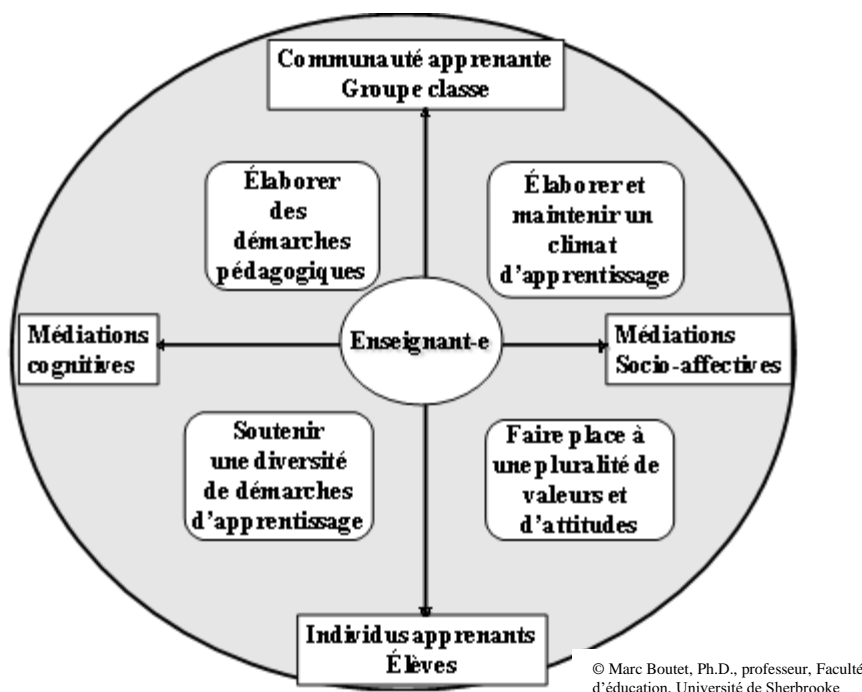 Communauté apprenante
Groupe classe
Élaborer
des
démarches
pédagogiques
Élaborer et
maintenir un
climat
d'apprentissage
Médiations
cognitives
Enseignant-e
Médiations
Socio-affectives
Soutenir
une diversité
de démarches
d'apprentissage
Faire place à
une pluralité de
valeurs et
d'attitudes
Individus apprenants
Élèves
© Marc Boutet, Ph.D., professeur, Faculté
d'éducation, Université de Sherbrooke